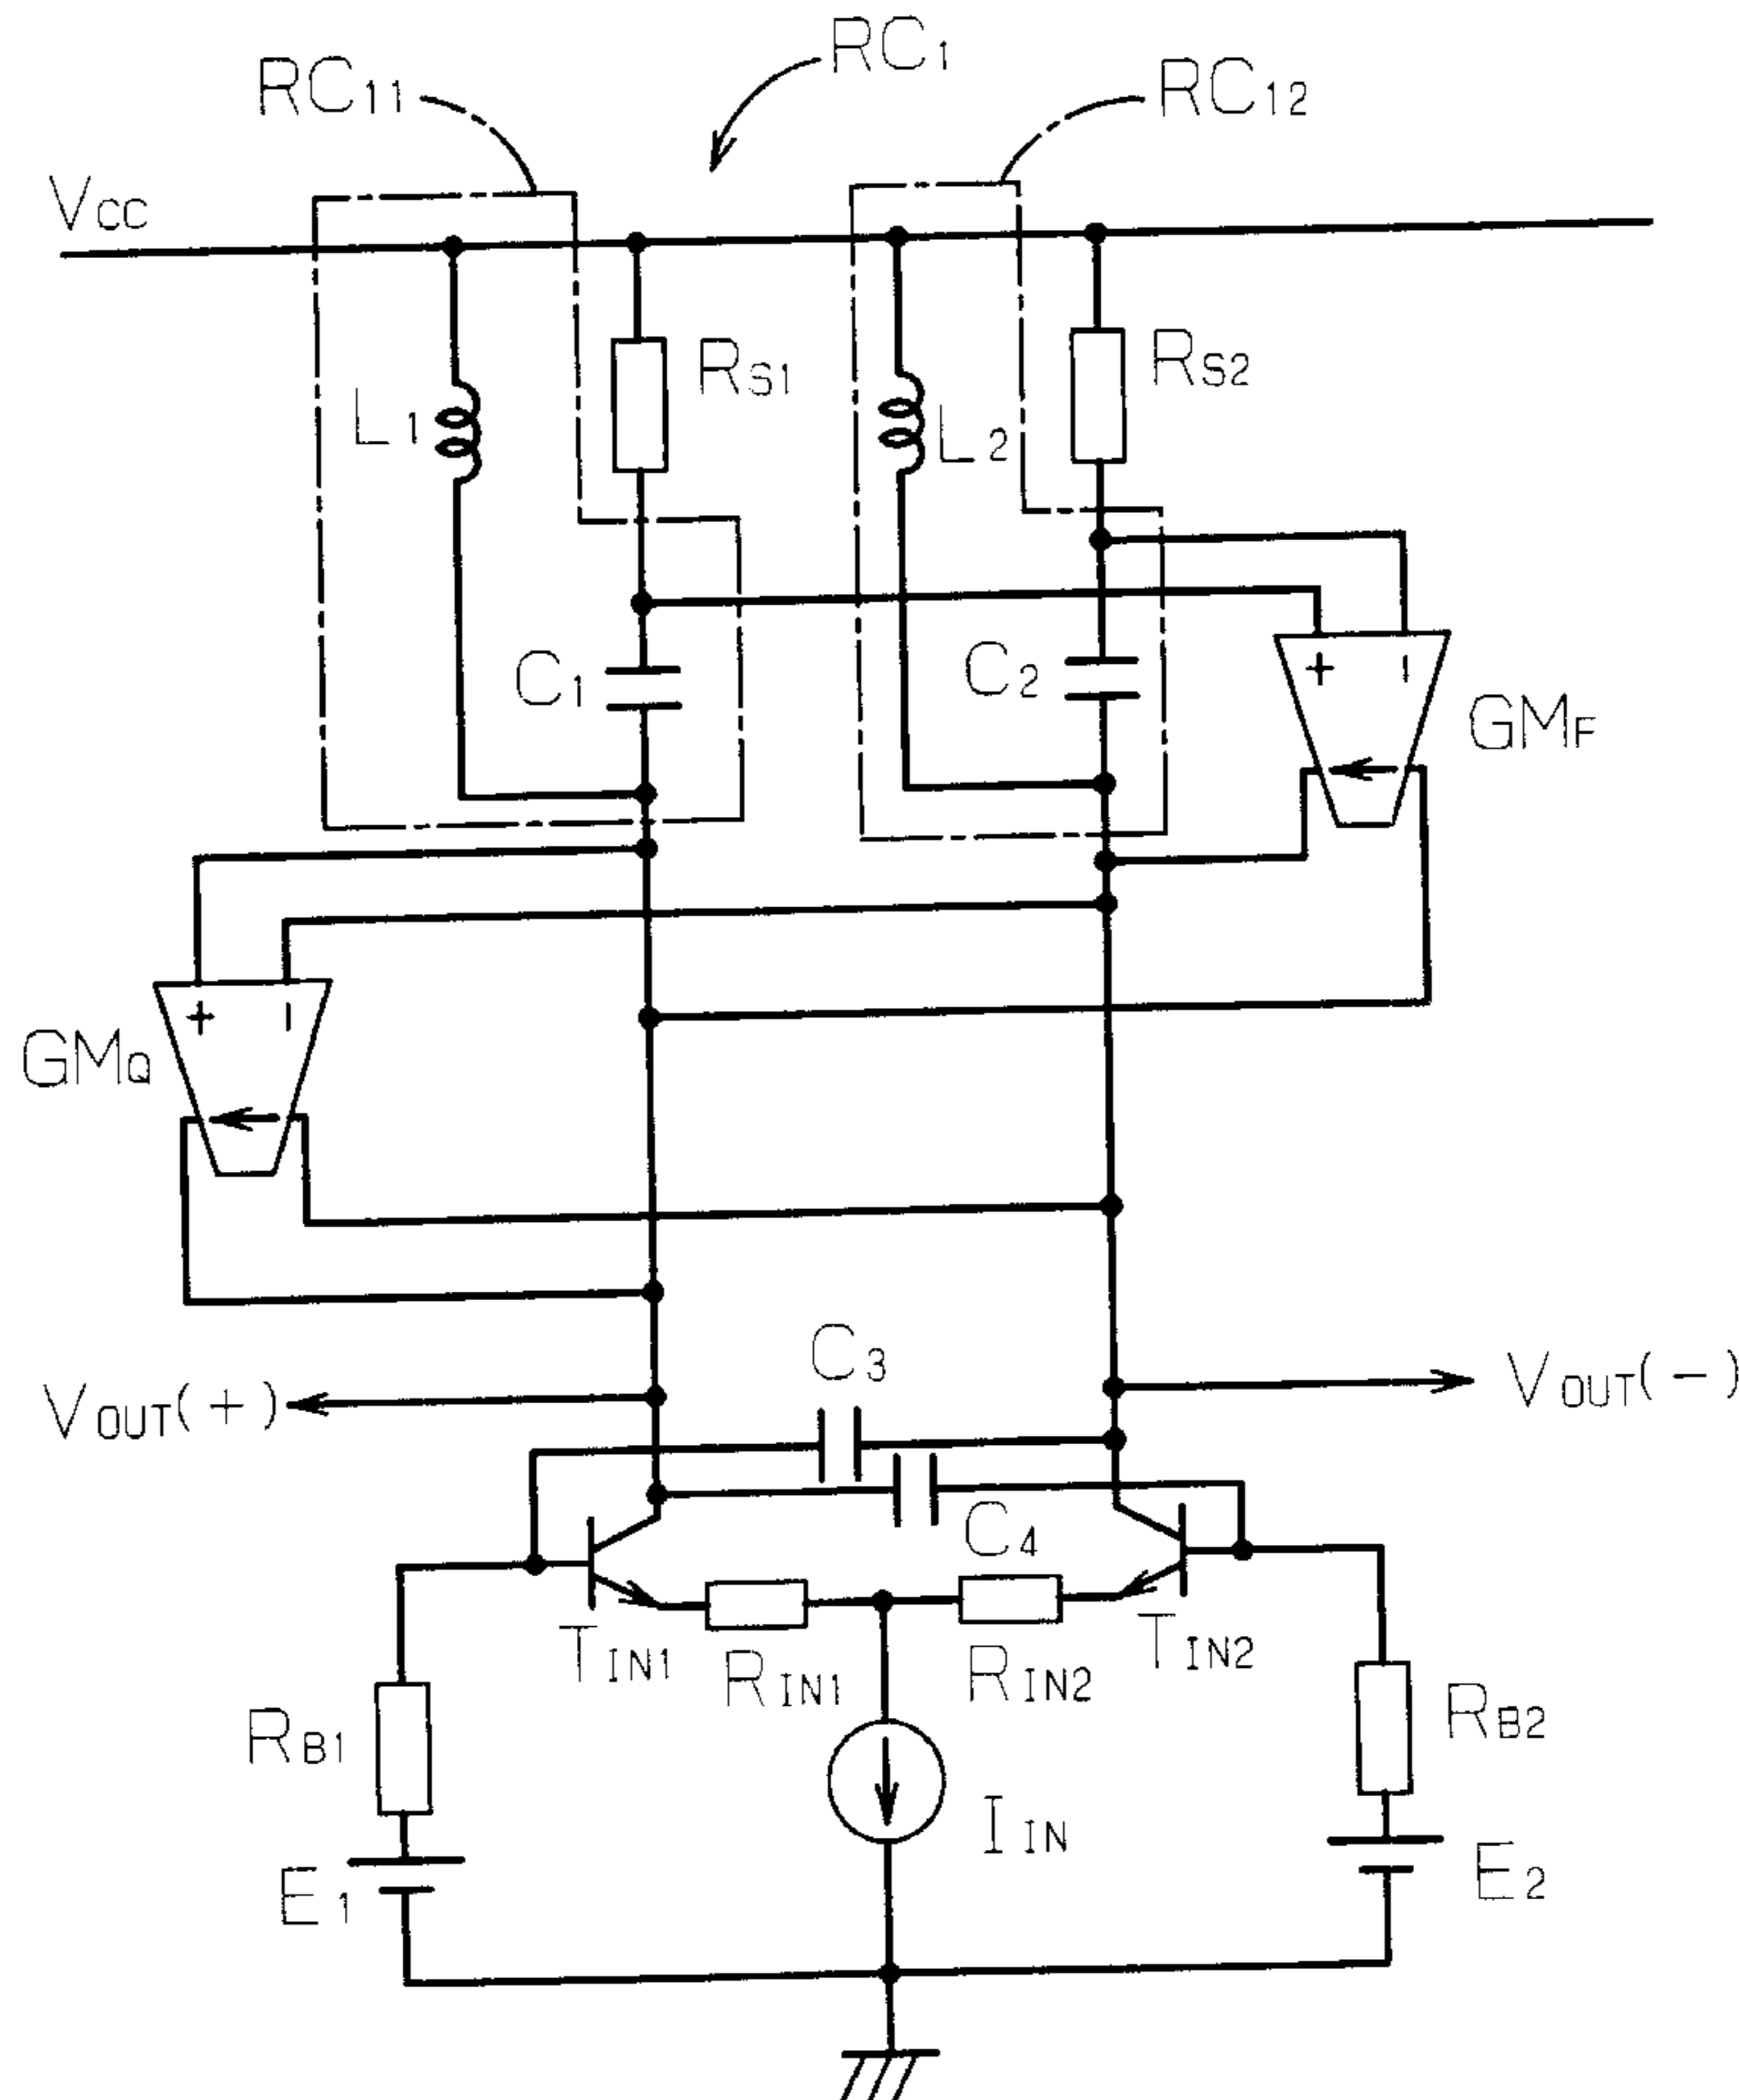 RC1
RC11
RC12
VCC
RS1
RS2
L1
L2
C1
C2
+ −
GMF
+ −
GMQ
C3
VOUT(+)
VOUT(−)
C4
TIN1
TIN2
RIN1
RIN2
RB1
RB2
IIN
E1
E2